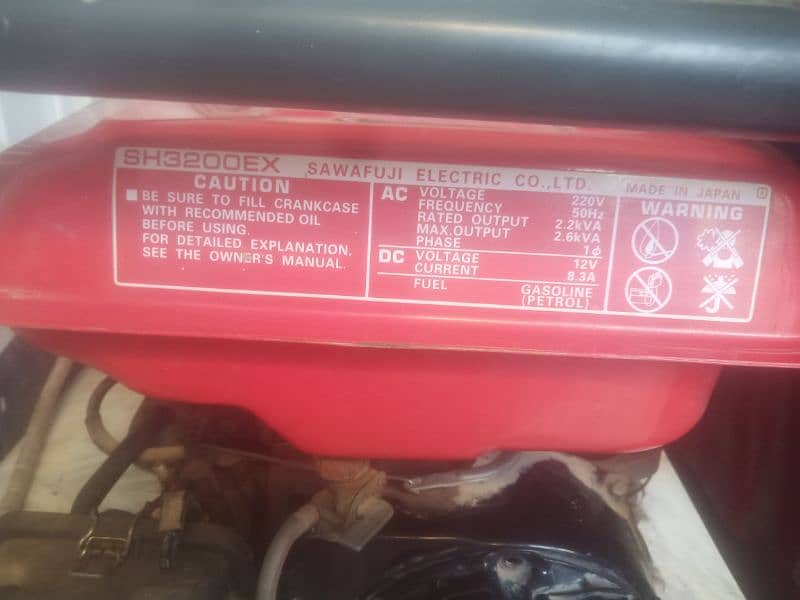 SH3200EX SAWAFUJI ELECTRIC CO.,LTD. MADE IN JAPAN
CAUTION
■ BE SURE TO FILL CRANKCASE
WITH RECOMMENDED OIL
BEFORE USING.
FOR DETAILED EXPLANATION,
SEE THE OWNER'S MANUAL.
AC VOLTAGE 220V
FREQUENCY 50Hz
RATED OUTPUT 2.2kVA
MAX.OUTPUT 2.6kVA
PHASE 1ϕ
DC VOLTAGE 12V
CURRENT 8.3A
FUEL GASOLINE
(PETROL)
WARNING